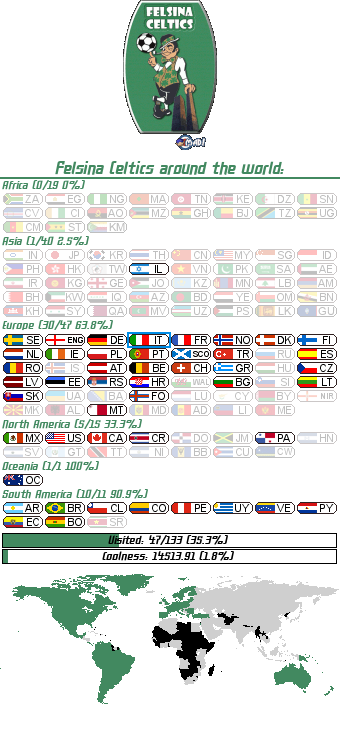 FELSINA
CELTICS
Felsina Celtics around the world:
Africa (0/19 0%)
ZA EG NG MA TN KE DZ SN
CV CI AO MZ GH BJ TZ UG
CM ST KM
Asia (1/40 2.5%)
IN JP KR TH CN MY SG ID
PH HK TW IL VN PK SA AE
IR KG GE JO KZ MN LB AM
BH KW IQ AZ BD YE OM BN
KH SY UZ PS LK GU
Europe (30/47 63.8%)
SE ENG DE IT FR NO DK FI
NL IE PL PT SCO TR RU ES
RO IS AT BE CH GR HU CZ
LV EE RS HR WAL BG SI LT
SK UA BA FO LU CY BY NIR
MK AL MT MD AD LI ME
North America (5/15 33.3%)
MX US CA CR DO JM PA HN
SV GT TT NI CU CW
Oceania (1/1 100%)
OC
South America (10/11 90.9%)
AR BR CL CO PE UY VE PY
EC BO SR
Visited: 47/133 (35.3%)
Coolness: 14513.91 (1.8%)